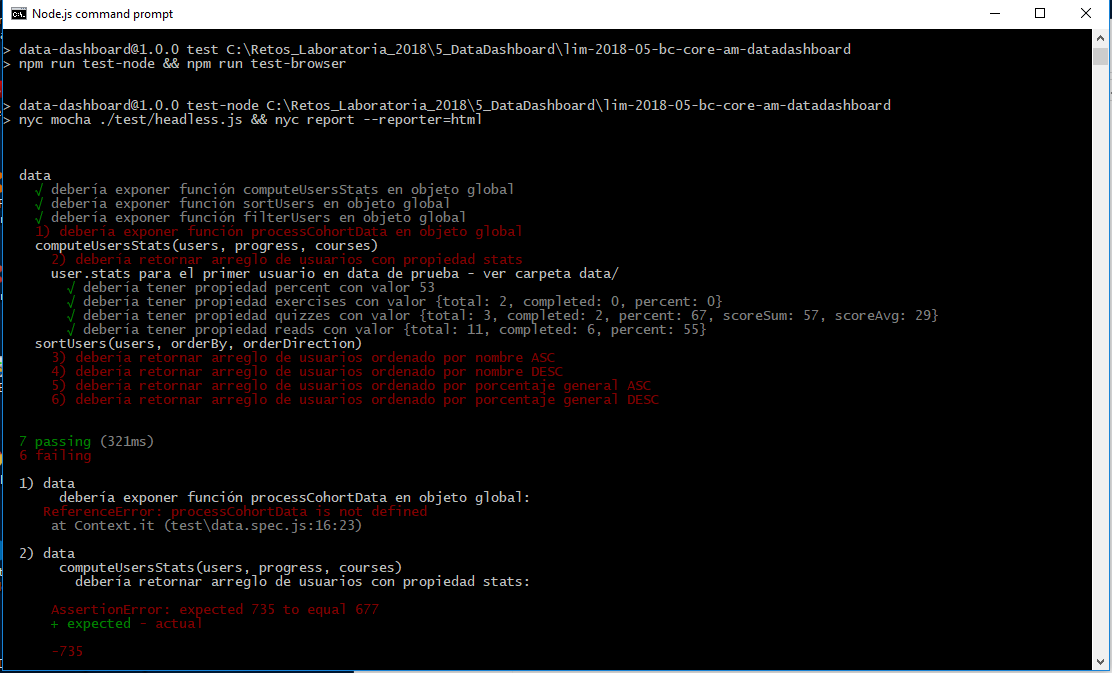 Node.js command prompt
> data-dashboard@1.0.0 test C:\Retos_Laboratoria_2018\5_DataDashboard\lim-2018-05-bc-core-am-datadashboard
> npm run test-node && npm run test-browser
> data-dashboard@1.0.0 test-node C:\Retos_Laboratoria_2018\5_DataDashboard\lim-2018-05-bc-core-am-datadashboard
> nyc mocha ./test/headless.js && nyc report --reporter=html
data
√ debería exponer función computeUsersStats en objeto global
√ debería exponer función sortUsers en objeto global
√ debería exponer función filterUsers en objeto global
1) debería exponer función processCohortData en objeto global
computeUsersStats(users, progress, courses)
2) debería retornar arreglo de usuarios con propiedad stats
user.stats para el primer usuario en data de prueba - ver carpeta data/
√ debería tener propiedad percent con valor 53
√ debería tener propiedad exercises con valor {total: 2, completed: 0, percent: 0}
√ debería tener propiedad quizzes con valor {total: 3, completed: 2, percent: 67, scoreSum: 57, scoreAvg: 29}
√ debería tener propiedad reads con valor {total: 11, completed: 6, percent: 55}
sortUsers(users, orderBy, orderDirection)
3) debería retornar arreglo de usuarios ordenado por nombre ASC
4) debería retornar arreglo de usuarios ordenado por nombre DESC
5) debería retornar arreglo de usuarios ordenado por porcentaje general ASC
6) debería retornar arreglo de usuarios ordenado por porcentaje general DESC
7 passing (321ms)
6 failing
1) data
debería exponer función processCohortData en objeto global:
ReferenceError: processCohortData is not defined
at Context.it (test\data.spec.js:16:23)
2) data
computeUsersStats(users, progress, courses)
debería retornar arreglo de usuarios con propiedad stats:
AssertionError: expected 735 to equal 677
+ expected - actual
-735